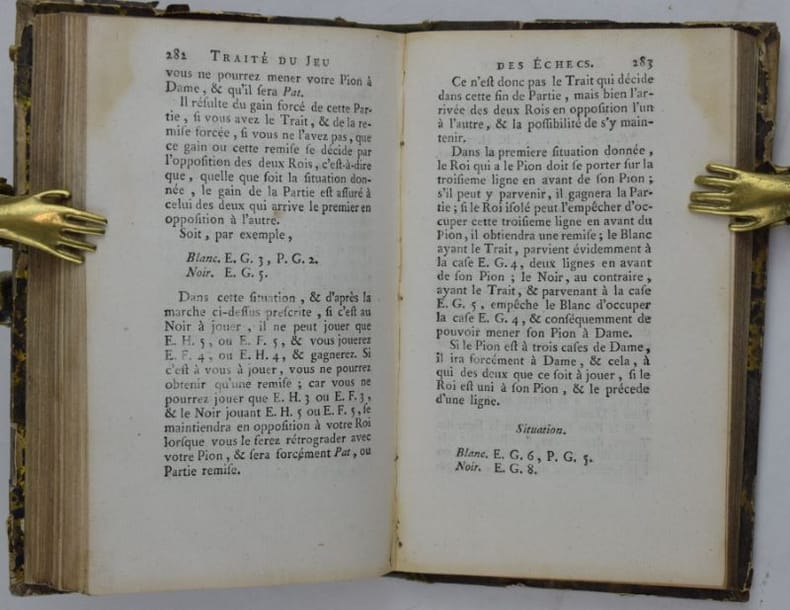 282 TRAITÉ DU JEU
vous ne pourrez mener votre Pion à
Dame, & qu'il ſera Pat.
Il réſulte du gain forcé de cette Par-
tie, ſi vous avez le Trait, & de la re-
miſe forcée, ſi vous ne l'avez pas, que
ce gain ou cette remiſe ſe décide par
l'oppoſition des deux Rois, c'eſt-à-dire
que, quelle que ſoit la ſituation don-
née, le gain de la Partie eſt aſſuré à
celui des deux qui arrive le premier en
oppoſition à l'autre.
Soit, par exemple,
Blanc. E. G. 3, P. G. 2.
Noir. E. G. 5.
Dans cette ſituation, & d'après la
marche ci-deſſus preſcrite, ſi c'eſt au
Noir à jouer, il ne peut jouer que
E. H. 5, ou E. F. 5, & vous jouerez
E. F. 4, ou E. H. 4, & gagnerez. Si
c'eſt à vous à jouer, vous ne pourrez
obtenir qu'une remiſe; car vous ne
pourrez jouer que E. H. 3 ou E. F. 3,
& le Noir jouant E. H. 5 ou E. F. 5, ſe
maintiendra en oppoſition à votre Roi
lorſque vous le ferez rétrograder avec
votre Pion, & ſera forcément Pat, ou
Partie remiſe.
DES ÉCHECS. 283
Ce n'eſt donc pas le Trait qui décide
dans cette fin de Partie, mais bien l'ar-
rivée des deux Rois en oppoſition l'un
à l'autre, & la poſſibilité de s'y main-
tenir.
Dans la premiere ſituation donnée,
le Roi qui a le Pion doit ſe porter ſur la
troiſieme ligne en avant de ſon Pion;
s'il peut y parvenir, il gagnera la Par-
tie; ſi le Roi iſolé peut l'empêcher d'oc-
cuper cette troiſieme ligne en avant du
Pion, il obtiendra une remiſe; le Blanc
ayant le Trait, parvient évidemment à
la caſe E. G. 4, deux lignes en avant
de ſon Pion; le Noir, au contraire,
ayant le Trait, & parvenant à la caſe
E. G. 5, empêche le Blanc d'occuper
la caſe E. G. 4, & conſéquemment de
pouvoir mener ſon Pion à Dame.
Si le Pion eſt à trois caſes de Dame,
il ira forcément à Dame, & cela, à
qui des deux que ce ſoit à jouer, ſi le
Roi eſt uni à ſon Pion, & le précede
d'une ligne.
Situation.
Blanc. E. G. 6, P. G. 5.
Noir. E. G. 8.